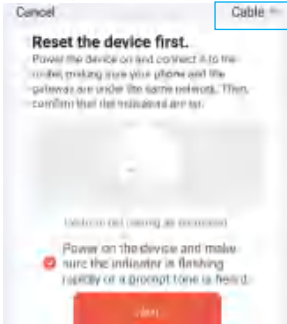 Cancel
Cable
Reset the device first.
Power the device on and connect it to the
router, making sure your phone and the
gateway are under the same network. Then,
confirm that the indicators are on.
Power on the device and make
sure the indicator is flashing
rapidly or a prompt tone is heard.